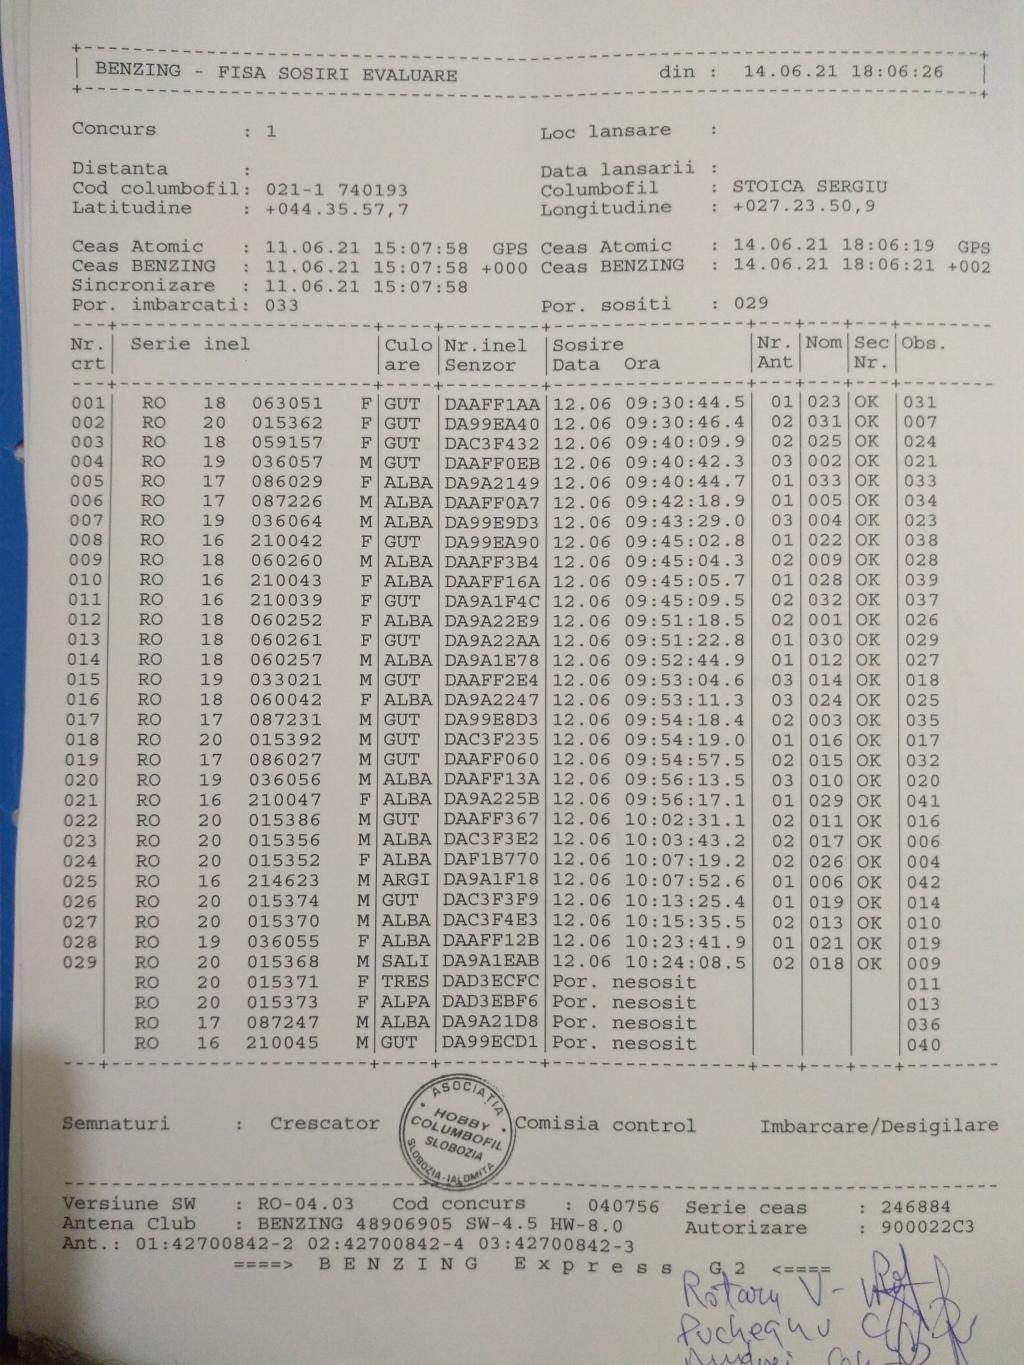 BENZING - FISA SOSIRI EVALUARE din : 14.06.21 18:06:26
Concurs : 1 Loc lansare :
Distanta : Data lansarii :
Cod columbofil: 021-1 740193 Columbofil : STOICA SERGIU
Latitudine : +044.35.57,7 Longitudine : +027.23.50,9
Ceas Atomic : 11.06.21 15:07:58 GPS Ceas Atomic : 14.06.21 18:06:19 GPS
Ceas BENZING : 11.06.21 15:07:58 +000 Ceas BENZING : 14.06.21 18:06:21 +002
Sincronizare : 11.06.21 15:07:58
Por. imbarcati: 033 Por. sositi : 029
Nr. Serie inel Culo Nr.inel Sosire Nr. Nom Sec Obs.
crt are Senzor Data Ora Ant Nr.
001 RO 18 063051 F GUT DAAFF1AA 12.06 09:30:44.5 01 023 OK 031
002 RO 20 015362 F GUT DA99EA40 12.06 09:30:46.4 02 031 OK 007
003 RO 18 059157 F GUT DAC3F432 12.06 09:40:09.9 02 025 OK 024
004 RO 19 036057 M GUT DAAFF0EB 12.06 09:40:42.3 03 002 OK 021
005 RO 17 086029 F ALBA DA9A2149 12.06 09:40:44.7 01 033 OK 033
006 RO 17 087226 M ALBA DAAFF0A7 12.06 09:42:18.9 01 005 OK 034
007 RO 19 036064 M ALBA DA99E9D3 12.06 09:43:29.0 03 004 OK 023
008 RO 16 210042 F GUT DA99EA90 12.06 09:45:02.8 01 022 OK 038
009 RO 18 060260 M ALBA DAAFF3B4 12.06 09:45:04.3 02 009 OK 028
010 RO 16 210043 F ALBA DAAFF16A 12.06 09:45:05.7 01 028 OK 039
011 RO 16 210039 F GUT DA9A1F4C 12.06 09:45:09.5 02 032 OK 037
012 RO 18 060252 F ALBA DA9A22E9 12.06 09:51:18.5 02 001 OK 026
013 RO 18 060261 F GUT DA9A22AA 12.06 09:51:22.8 01 030 OK 029
014 RO 18 060257 M ALBA DA9A1E78 12.06 09:52:44.9 01 012 OK 027
015 RO 19 033021 M GUT DAAFF2E4 12.06 09:53:04.6 03 014 OK 018
016 RO 18 060042 F ALBA DA9A2247 12.06 09:53:11.3 03 024 OK 025
017 RO 17 087231 M GUT DA99E8D3 12.06 09:54:18.4 02 003 OK 035
018 RO 20 015392 M GUT DAC3F235 12.06 09:54:19.0 01 016 OK 017
019 RO 17 086027 M GUT DAAFF060 12.06 09:54:57.5 02 015 OK 032
020 RO 19 036056 M ALBA DAAFF13A 12.06 09:56:13.5 03 010 OK 020
021 RO 16 210047 F ALBA DA9A225B 12.06 09:56:17.1 01 029 OK 041
022 RO 20 015386 M GUT DAAFF367 12.06 10:02:31.1 02 011 OK 016
023 RO 20 015356 M ALBA DAC3F3E2 12.06 10:03:43.2 02 017 OK 006
024 RO 20 015352 F ALBA DAF1B770 12.06 10:07:19.2 02 026 OK 004
025 RO 16 214623 M ARGI DA9A1F18 12.06 10:07:52.6 01 006 OK 042
026 RO 20 015374 M GUT DAC3F3F9 12.06 10:13:25.4 01 019 OK 014
027 RO 20 015370 M ALBA DAC3F4E3 12.06 10:15:35.5 02 013 OK 010
028 RO 19 036055 F ALBA DAAFF12B 12.06 10:23:41.9 01 021 OK 019
029 RO 20 015368 M SALI DA9A1EAB 12.06 10:24:08.5 02 018 OK 009
RO 20 015371 F TRES DAD3ECFC Por. nesosit 011
RO 20 015373 F ALPA DAD3EBF6 Por. nesosit 013
RO 17 087247 M ALBA DA9A21D8 Por. nesosit 036
RO 16 210045 M GUT DA99ECD1 Por. nesosit 040
ASOCIAȚIA
HOBBY
COLUMBOFIL
SLOBOZIA
SLOBOZIA-IALOMITA
Semnaturi : Crescator Comisia control Imbarcare/Desigilare
Versiune SW : RO-04.03 Cod concurs : 040756 Serie ceas : 246884
Antena Club : BENZING 48906905 SW-4.5 HW-8.0 Autorizare : 900022C3
Ant.: 01:42700842-2 02:42700842-4 03:42700842-3
====> B E N Z I N G E x p r e s s G 2 <====
Rotaru V-